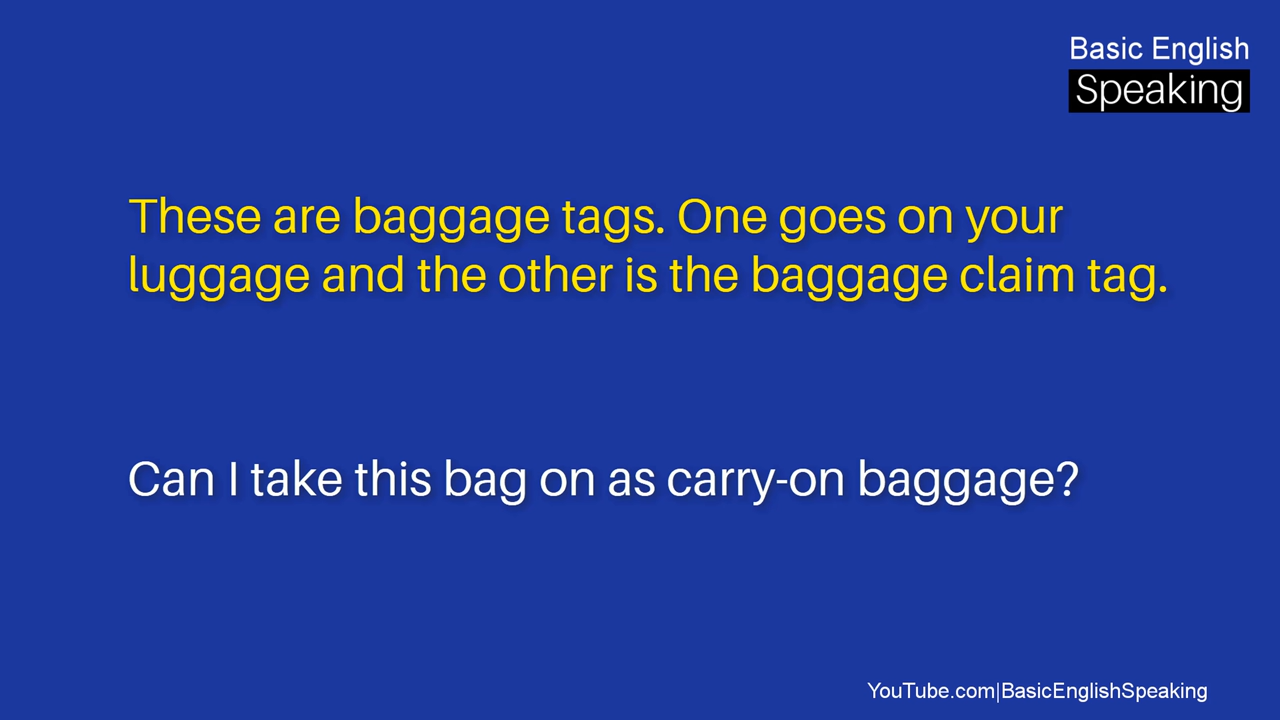 Basic English
Speaking
These are baggage tags. One goes on your
luggage and the other is the baggage claim tag.
Can I take this bag on as carry-on baggage?
YouTube.com|BasicEnglishSpeaking